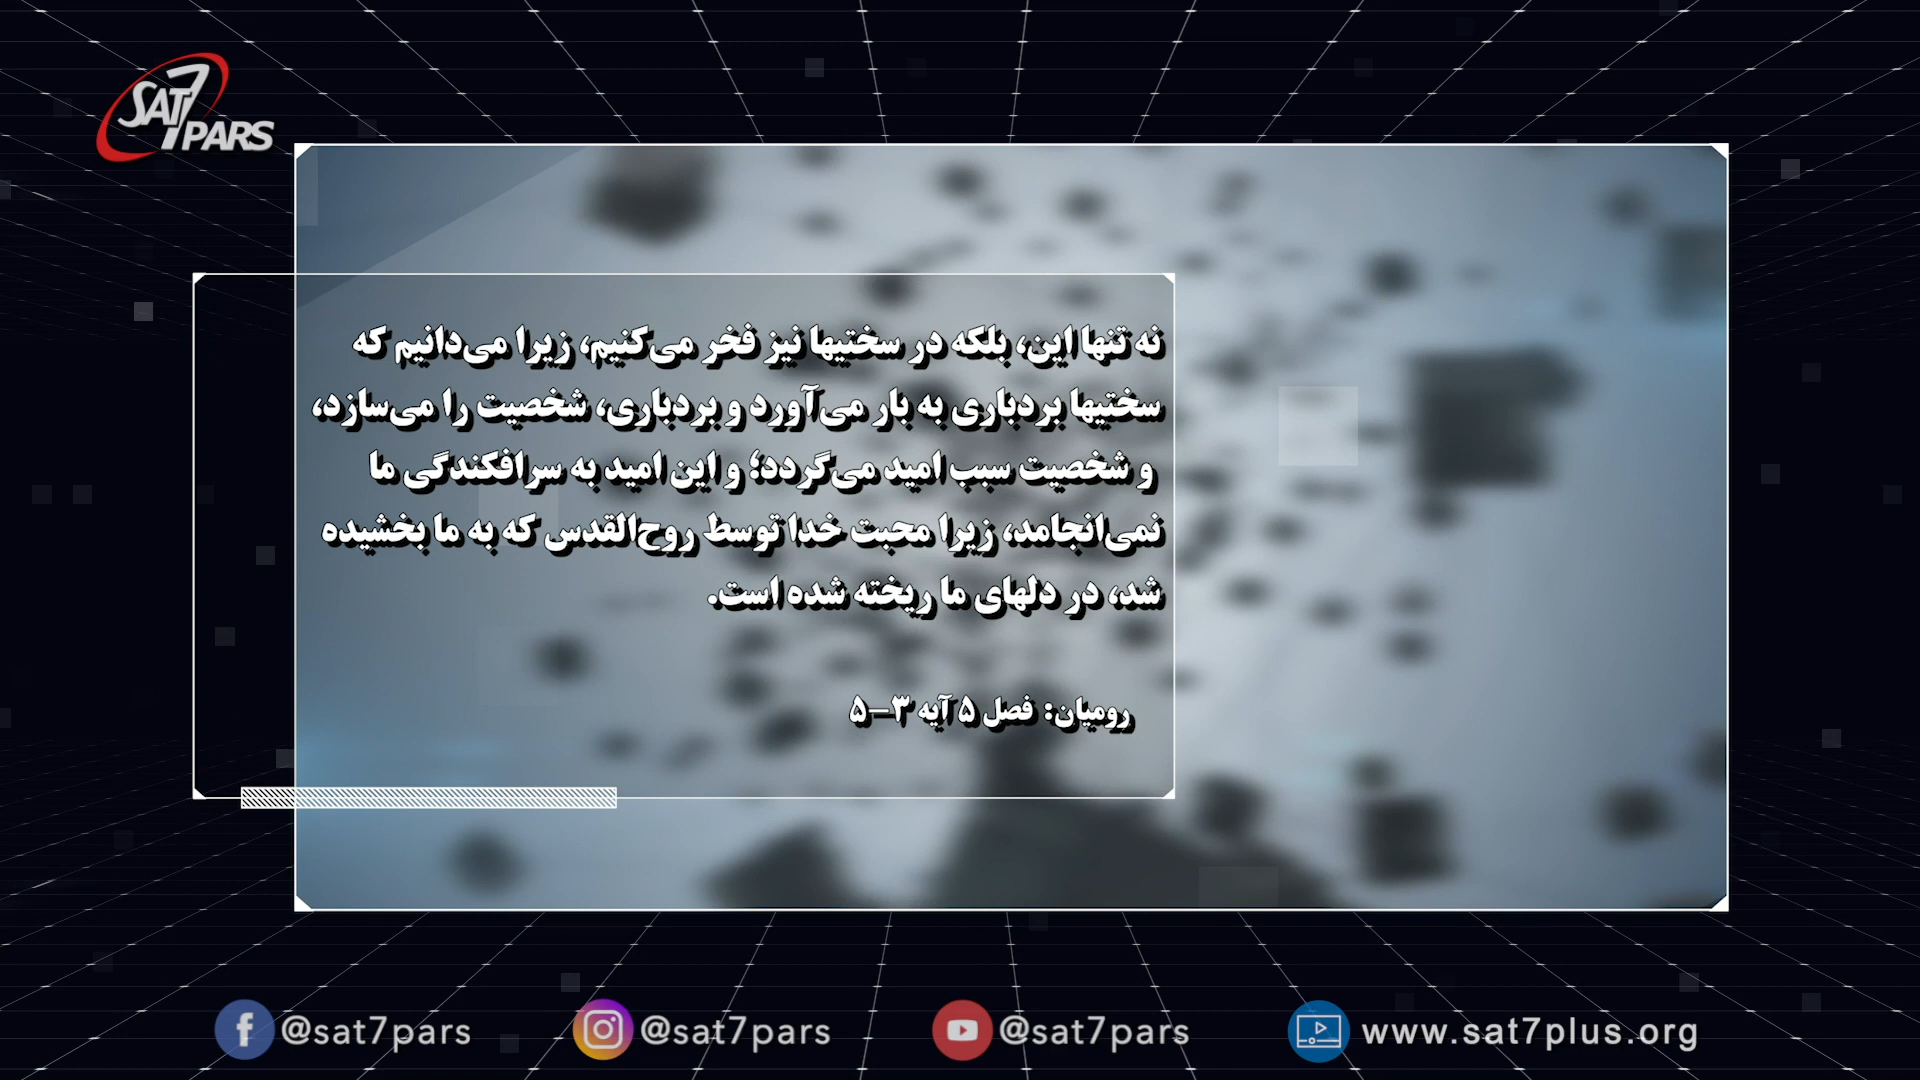 SAT7 PARS
نه تنها این، بلکه در سختیها نیز فخر می‌کنیم، زیرا می‌دانیم که
سختیها بردباری به بار می‌آورد و بردباری، شخصیت را می‌سازد،
و شخصیت سبب امید می‌گردد؛ و این امید به سرافکندگی ما
نمی‌انجامد، زیرا محبت خدا توسط روح‌القدس که به ما بخشیده
شد، در دلهای ما ریخته شده است.
رومیان: فصل ۵ آیه ۳-۵
@sat7pars
@sat7pars
@sat7pars
www.sat7plus.org